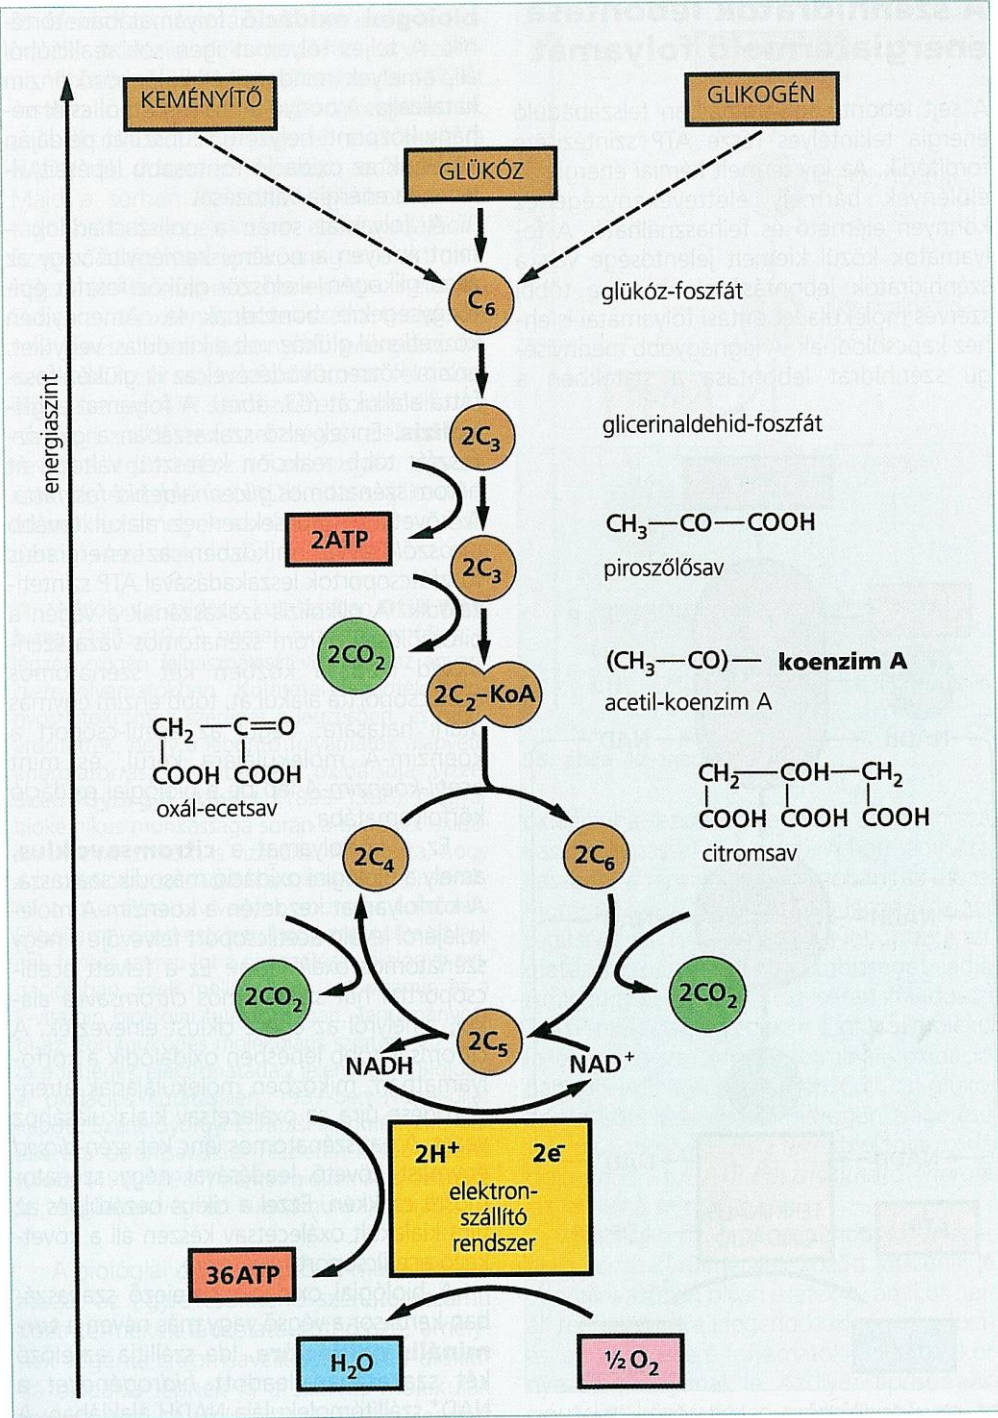 KEMÉNYÍTŐ
GLIKOGÉN
GLÜKÓZ
C₆
glükóz-foszfát
energiaszint
2C₃
glicerinaldehid-foszfát
2ATP
CH₃—CO—COOH
2C₃
piroszőlősav
2CO₂
(CH₃—CO)— koenzim A
2C₂–KoA
acetil-koenzim A
CH₂—C=O
COOH COOH
oxál-ecetsav
CH₂—COH—CH₂
COOH COOH COOH
citromsav
2C₄
2C₆
2CO₂
2CO₂
2C₅
NADH
NAD⁺
2H⁺ 2e⁻
elektron-
szállító
rendszer
36ATP
H₂O
½O₂